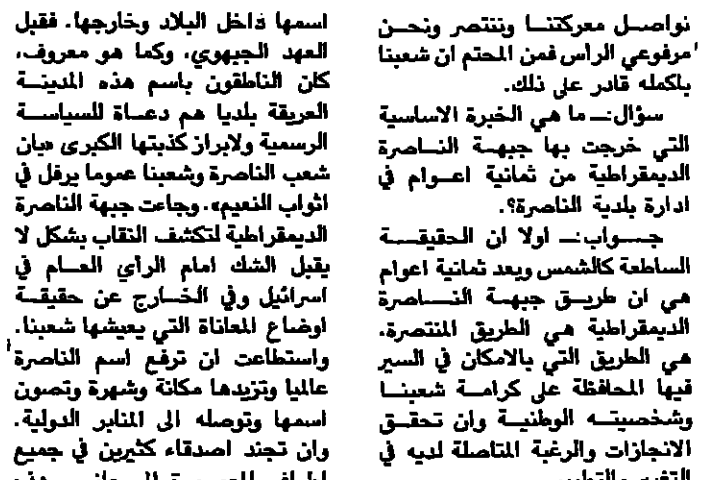 نواصل معركتنا وننتصر ونحن
مرفوعي الراس فمن المحتم ان شعبنا
باكمله قادر على ذلك.
سؤال:ـ ما هي الخبرة الاساسية
التي خرجت بها جبهة الناصرة
الديمقراطية من ثمانية اعوام في
ادارة بلدية الناصرة؟.
جواب:ـ اولا ان الحقيقة
الساطعة كالشمس وبعد ثمانية اعوام
هي ان طريق جبهة الناصرة
الديمقراطية هي الطريق المنتصرة.
هي الطريق التي بالامكان في السير
فيها المحافظة على كرامة شعبنا
وشخصيته الوطنية وان تحقق
الانجازات والرغبة المتاصلة لديه في
التغيير والتطوير
اسمها داخل البلاد وخارجها. فقبل
العهد الجبهوي، وكما هو معروف،
كان الناطقون باسم هذه المدينة
العريقة بلديا هم دعاة للسياسة
الرسمية ولابراز كذبتها الكبرى «بان
شعب الناصرة وشعبنا عموما يرفل في
اثواب النعيم». وجاءت جبهة الناصرة
الديمقراطية لتكشف النقاب بشكل لا
يقبل الشك امام الراي العام في
اسرائيل وفي الخارج عن حقيقة
اوضاع المعاناة التي يعيشها شعبنا.
واستطاعت ان ترفع اسم الناصرة
عاليا وتزيدها مكانة وشهرة وتصون
اسمها وتوصله الى المنابر الدولية.
وان تجند اصدقاء كثيرين في جميع